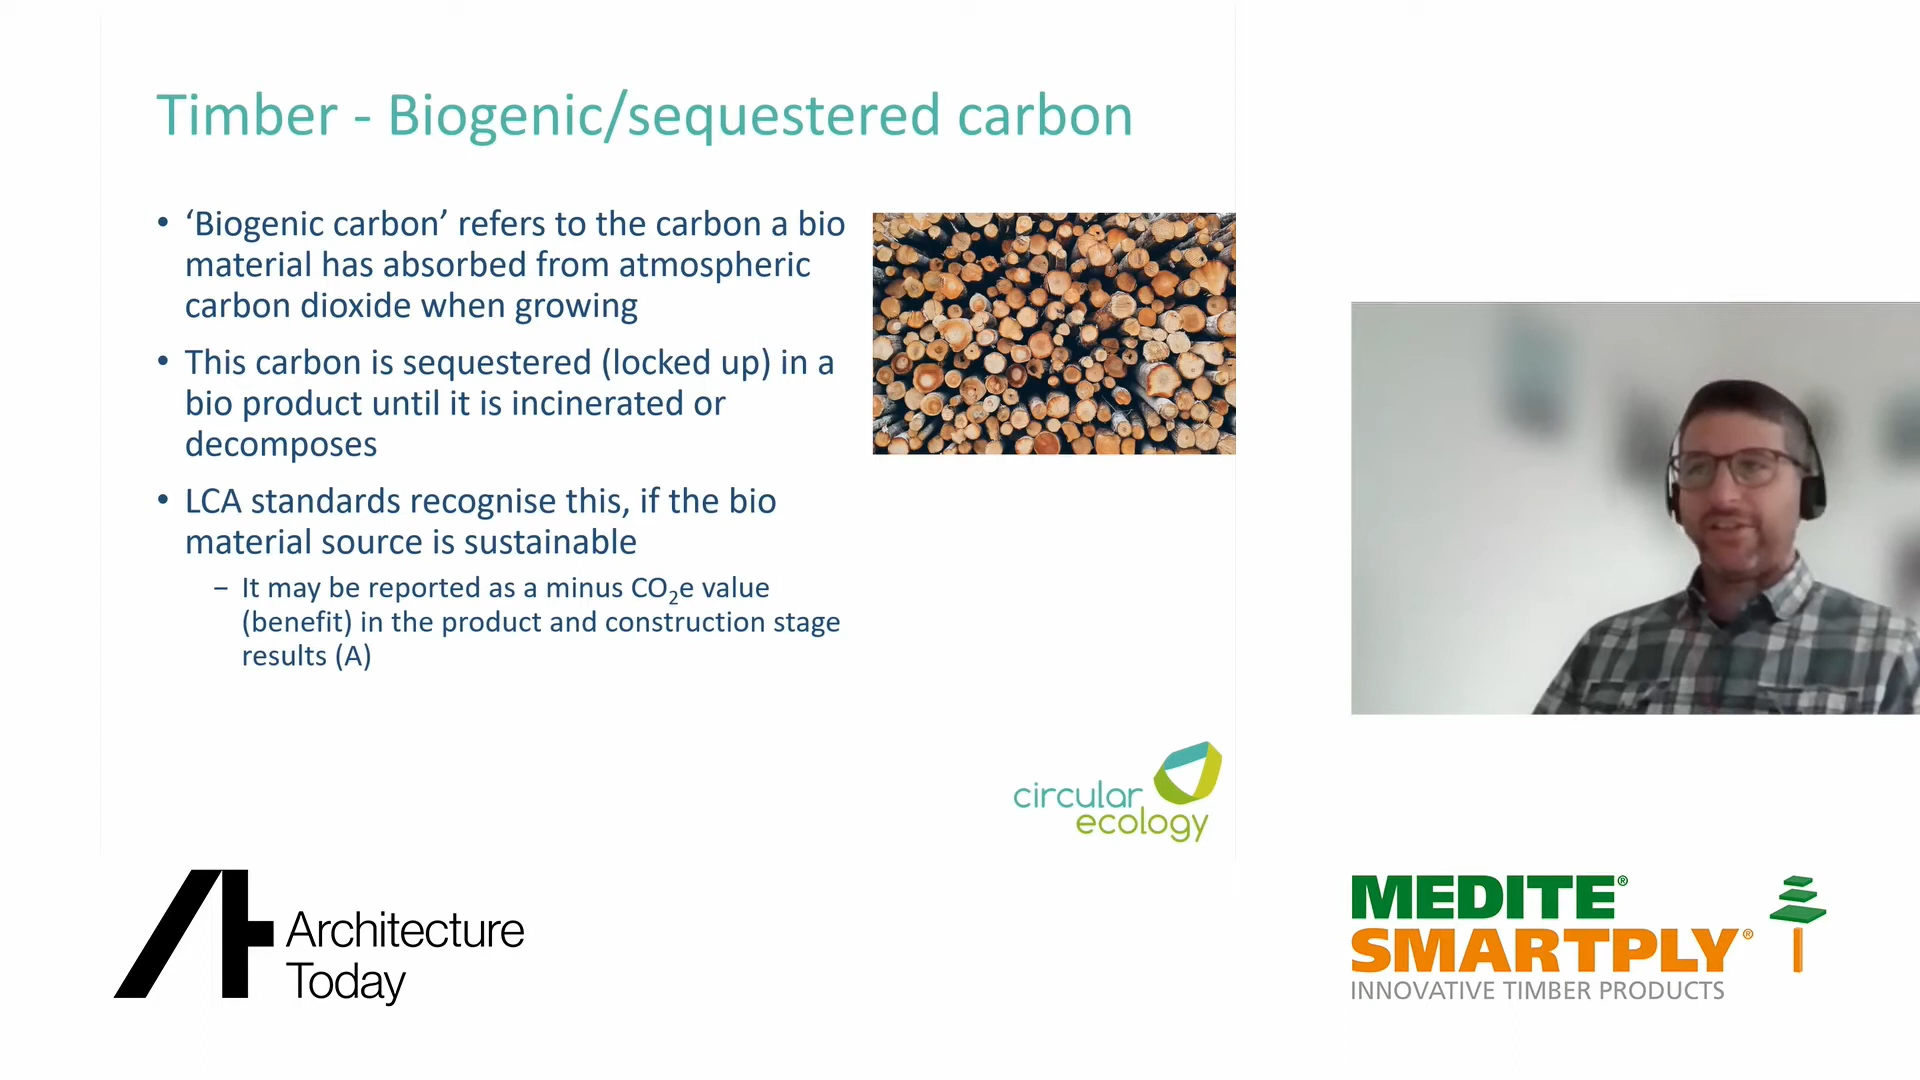 Timber - Biogenic/sequestered carbon
• ‘Biogenic carbon’ refers to the carbon a bio
material has absorbed from atmospheric
carbon dioxide when growing
• This carbon is sequestered (locked up) in a
bio product until it is incinerated or
decomposes
• LCA standards recognise this, if the bio
material source is sustainable
– It may be reported as a minus CO₂e value
(benefit) in the product and construction stage
results (A)
circular
ecology
Architecture
Today
MEDITE®
SMARTPLY®
INNOVATIVE TIMBER PRODUCTS